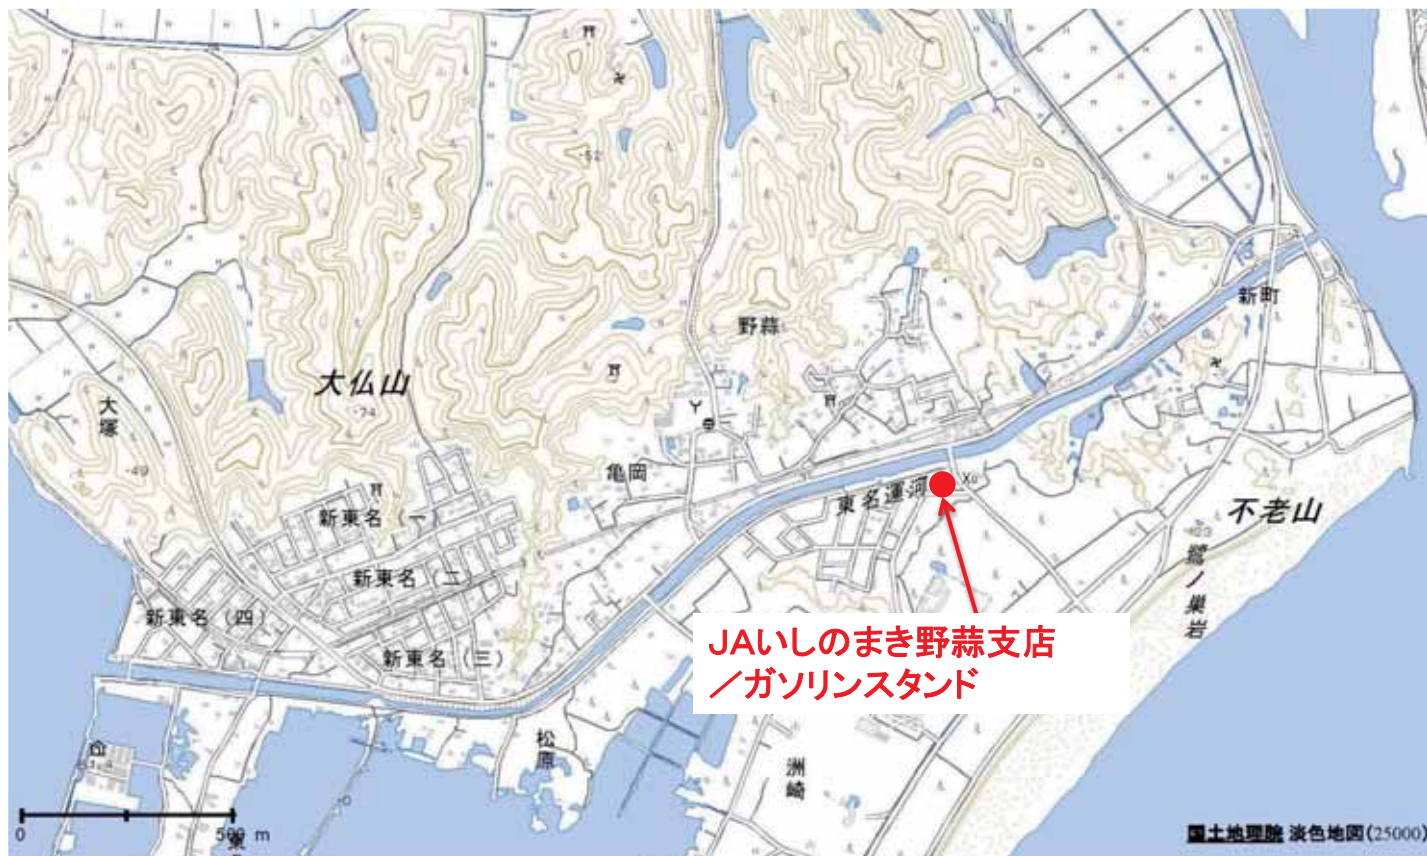 野蒜
新町
大仏山
・74
大塚
・49
・52
亀岡
新東名(一)
新東名(二)
新東名(四)
新東名(三)
東名運河
不老山
鷺ノ巣岩
JAいしのまき野蒜支店
/ガソリンスタンド
松原
洲崎
0
500 m
東
国土地理院 淡色地図(25000)